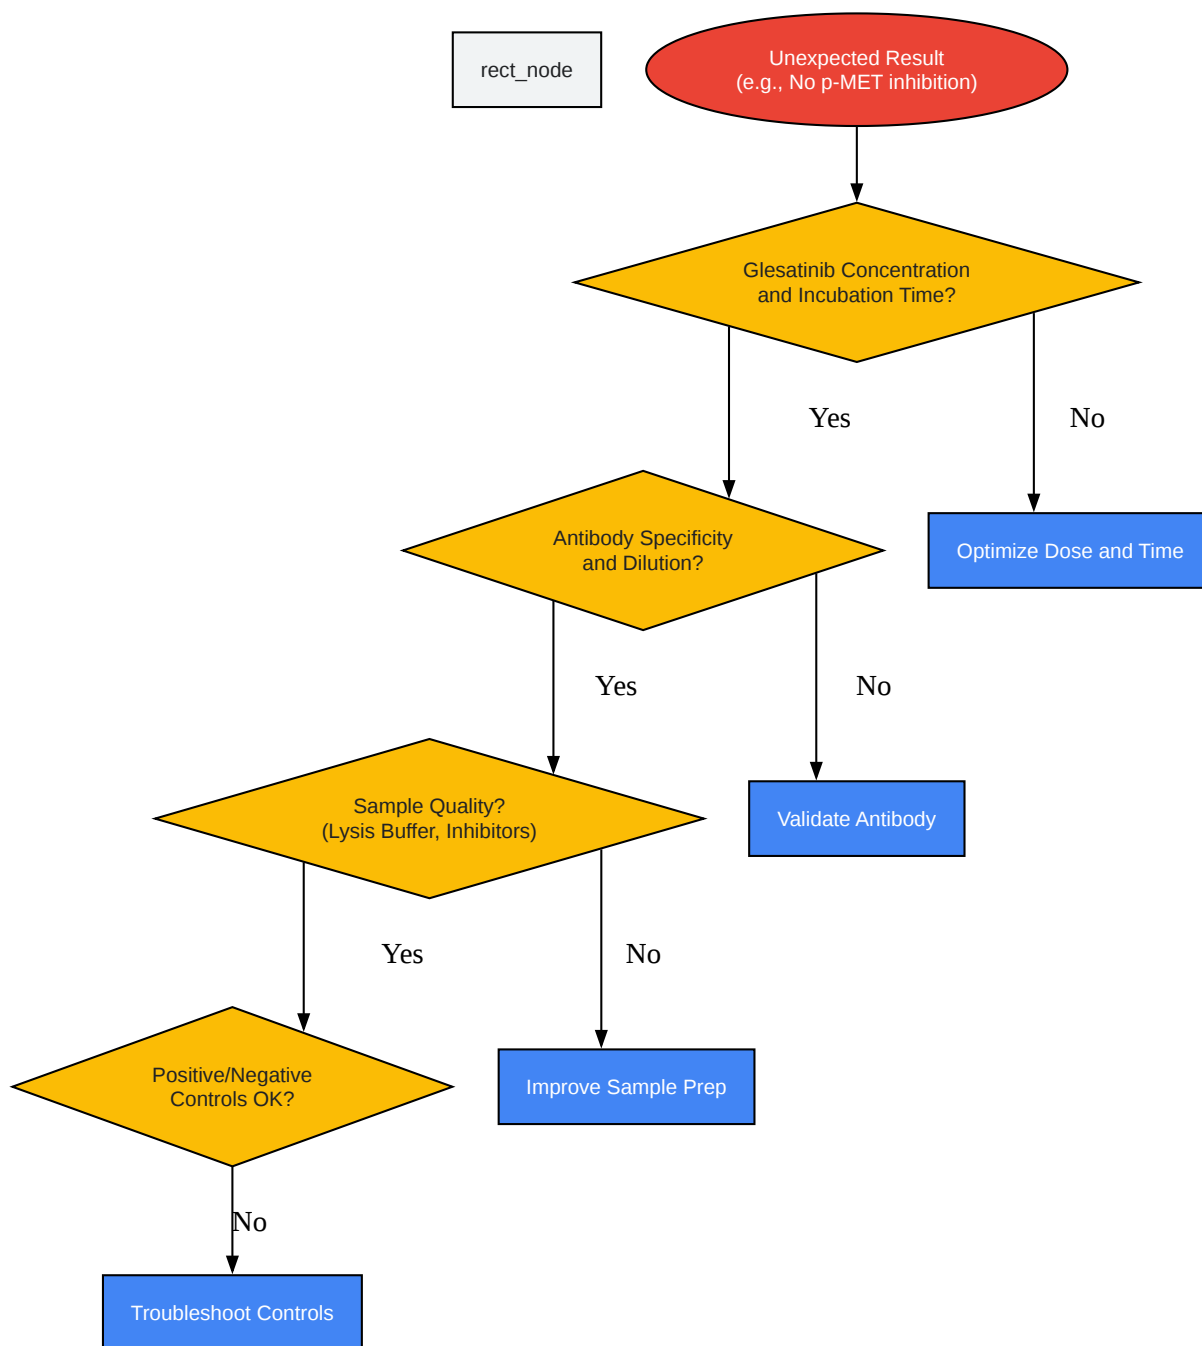 rect_node
Unexpected Result
(e.g., No p-MET inhibition)
Glesatinib Concentration
and Incubation Time?
Yes
No
Antibody Specificity
and Dilution?
Optimize Dose and Time
Yes
No
Sample Quality?
(Lysis Buffer, Inhibitors)
Validate Antibody
Yes
No
Positive/Negative
Controls OK?
Improve Sample Prep
No
Troubleshoot Controls